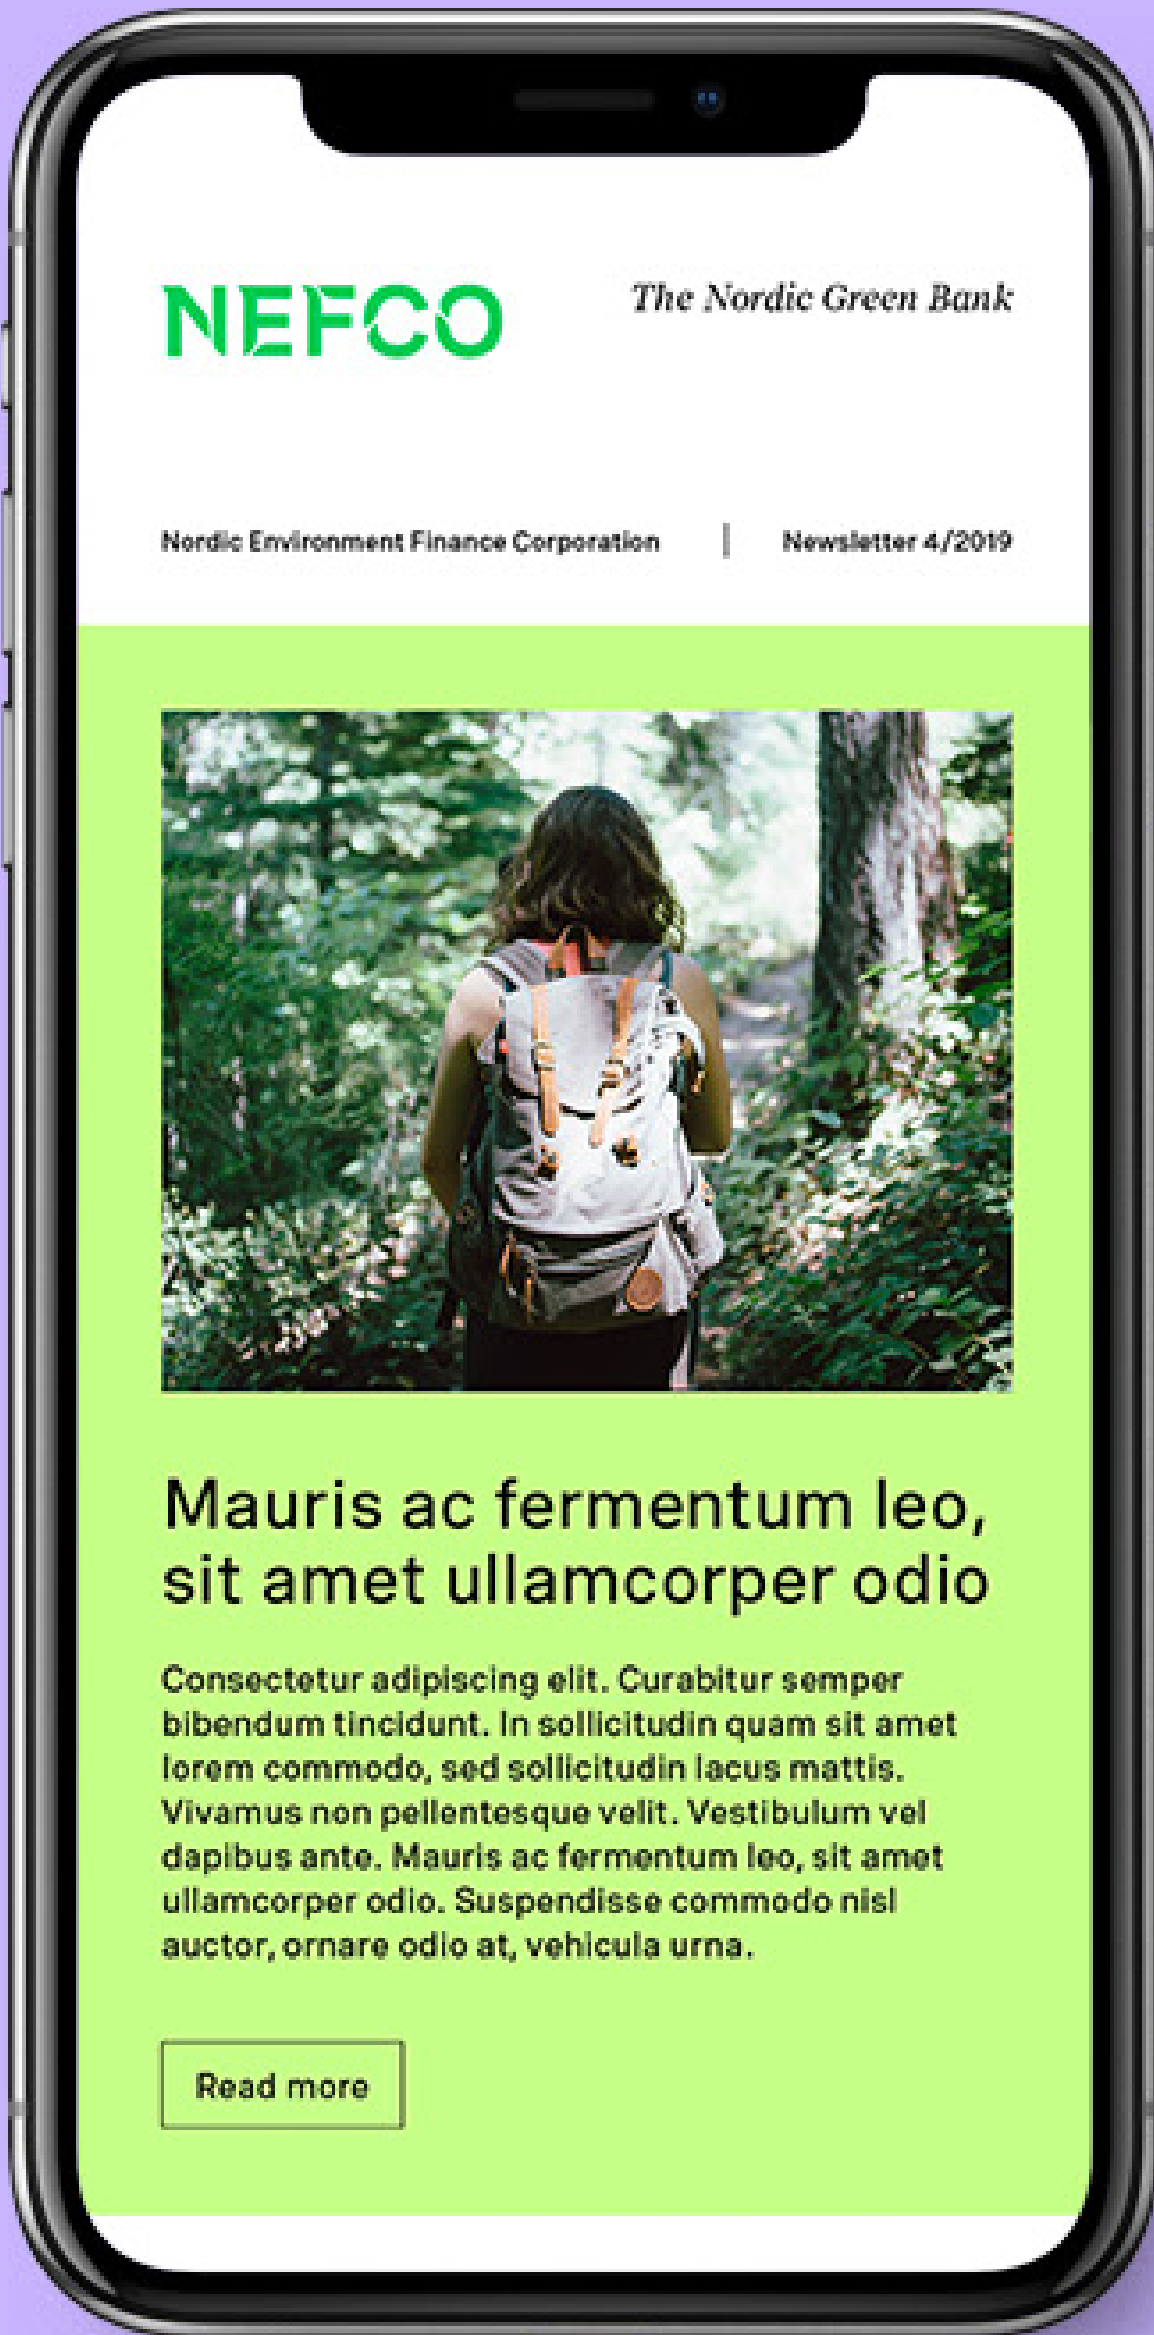 NEFCO
The Nordic Green Bank
Nordic Environment Finance Corporation | Newsletter 4/2019
Mauris ac fermentum leo,
sit amet ullamcorper odio
Consectetur adipiscing elit. Curabitur semper
bibendum tincidunt. In sollicitudin quam sit amet
lorem commodo, sed sollicitudin lacus mattis.
Vivamus non pellentesque velit. Vestibulum vel
dapibus ante. Mauris ac fermentum leo, sit amet
ullamcorper odio. Suspendisse commodo nisl
auctor, ornare odio at, vehicula urna.
Read more